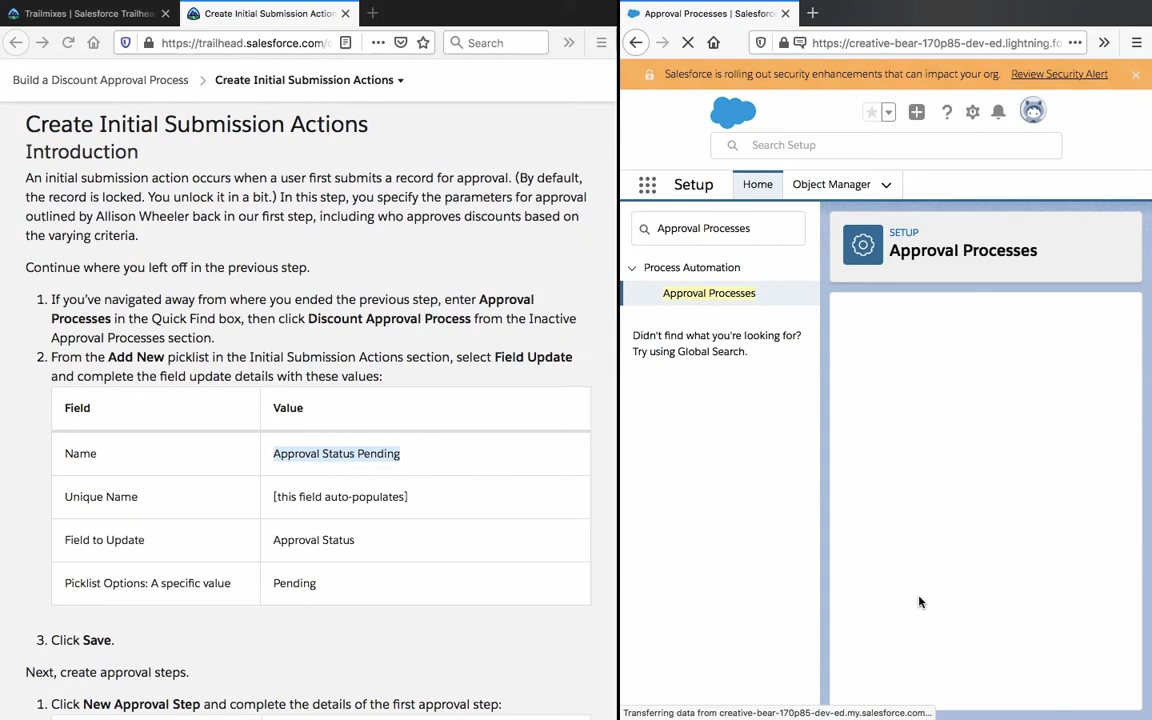 Trailmixes | Salesforce Trailhea
Create Initial Submission Action
https://trailhead.salesforce.com/c
Search
Build a Discount Approval Process
Create Initial Submission Actions
Create Initial Submission Actions
Introduction
An initial submission action occurs when a user first submits a record for approval. (By default,
the record is locked. You unlock it in a bit.) In this step, you specify the parameters for approval
outlined by Allison Wheeler back in our first step, including who approves discounts based on
the varying criteria.
Continue where you left off in the previous step.
1. If you’ve navigated away from where you ended the previous step, enter Approval
Processes in the Quick Find box, then click Discount Approval Process from the Inactive
Approval Processes section.
2. From the Add New picklist in the Initial Submission Actions section, select Field Update
and complete the field update details with these values:
Field Value
Name Approval Status Pending
Unique Name [this field auto-populates]
Field to Update Approval Status
Picklist Options: A specific value Pending
3. Click Save.
Next, create approval steps.
1. Click New Approval Step and complete the details of the first approval step:
Approval Processes | Salesforc
https://creative-bear-170p85-dev-ed.lightning.fo
Salesforce is rolling out security enhancements that can impact your org. Review Security Alert
Search Setup
Setup Home Object Manager
Approval Processes
Process Automation
Approval Processes
Didn't find what you're looking for?
Try using Global Search.
SETUP
Approval Processes
Transferring data from creative-bear-170p85-dev-ed.my.salesforce.com...